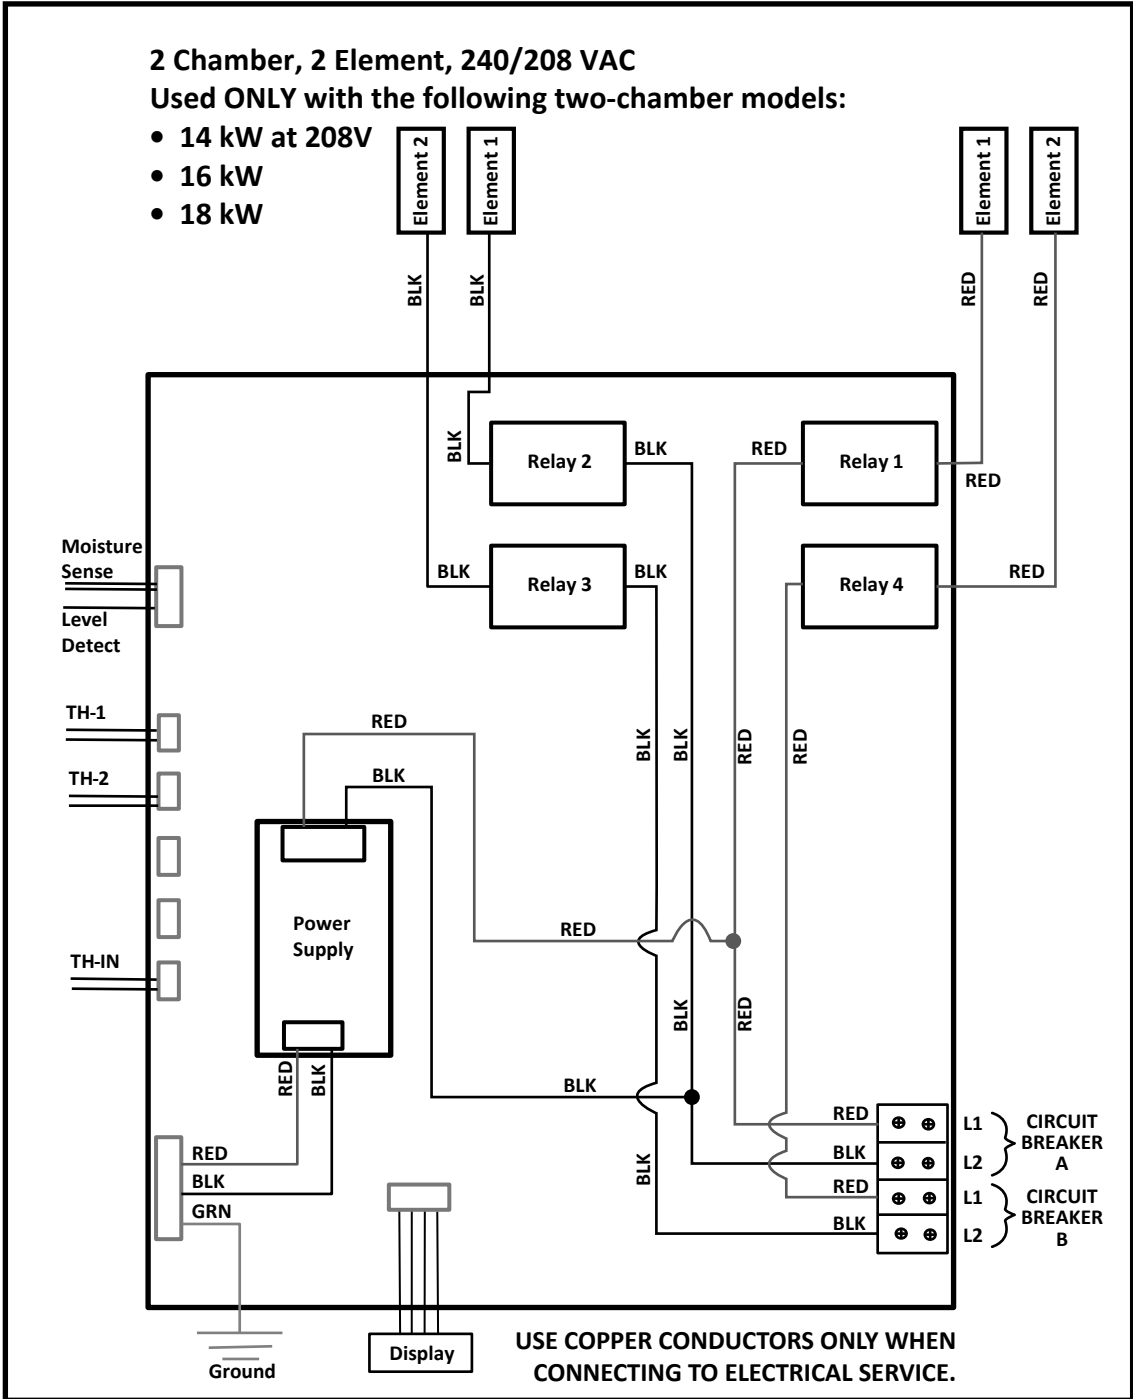 2 Chamber, 2 Element, 240/208 VAC
Used ONLY with the following two-chamber models:
• 14 kW at 208V
• 16 kW
• 18 kW
Element 2
Element 1
Element 1
Element 2
BLK
BLK
RED
RED
BLK
Relay 2
BLK
RED
Relay 1
RED
BLK
Relay 3
BLK
Relay 4
RED
Moisture
Sense
Level
Detect
TH-1
TH-2
TH-IN
RED
BLK
BLK
BLK
RED
RED
Power
Supply
RED
BLK
RED
RED
BLK
BLK
RED
BLK
GRN
BLK
RED
BLK
RED
BLK
L1
L2
L1
L2
CIRCUIT
BREAKER
A
CIRCUIT
BREAKER
B
Ground
Display
USE COPPER CONDUCTORS ONLY WHEN
CONNECTING TO ELECTRICAL SERVICE.